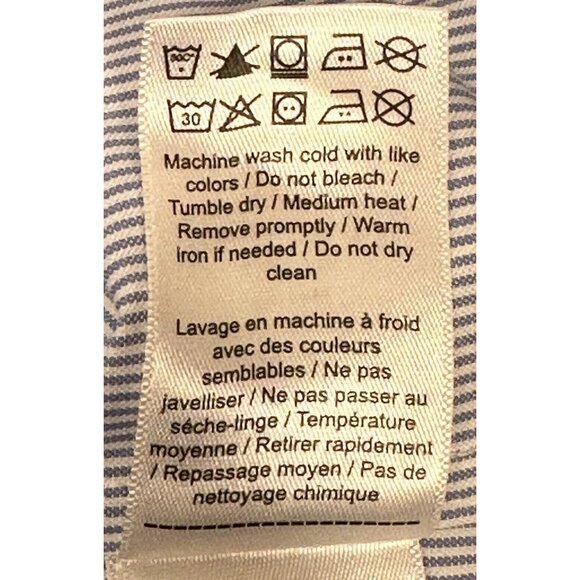 30°C
30
Machine wash cold with like
colors / Do not bleach /
Tumble dry / Medium heat /
Remove promptly / Warm
Iron if needed / Do not dry
clean
Lavage en machine à froid
avec des couleurs
semblables / Ne pas
javelliser / Ne pas passer au
séche-linge / Température
moyenne / Retirer rapidement
/ Repassage moyen / Pas de
nettoyage chimique